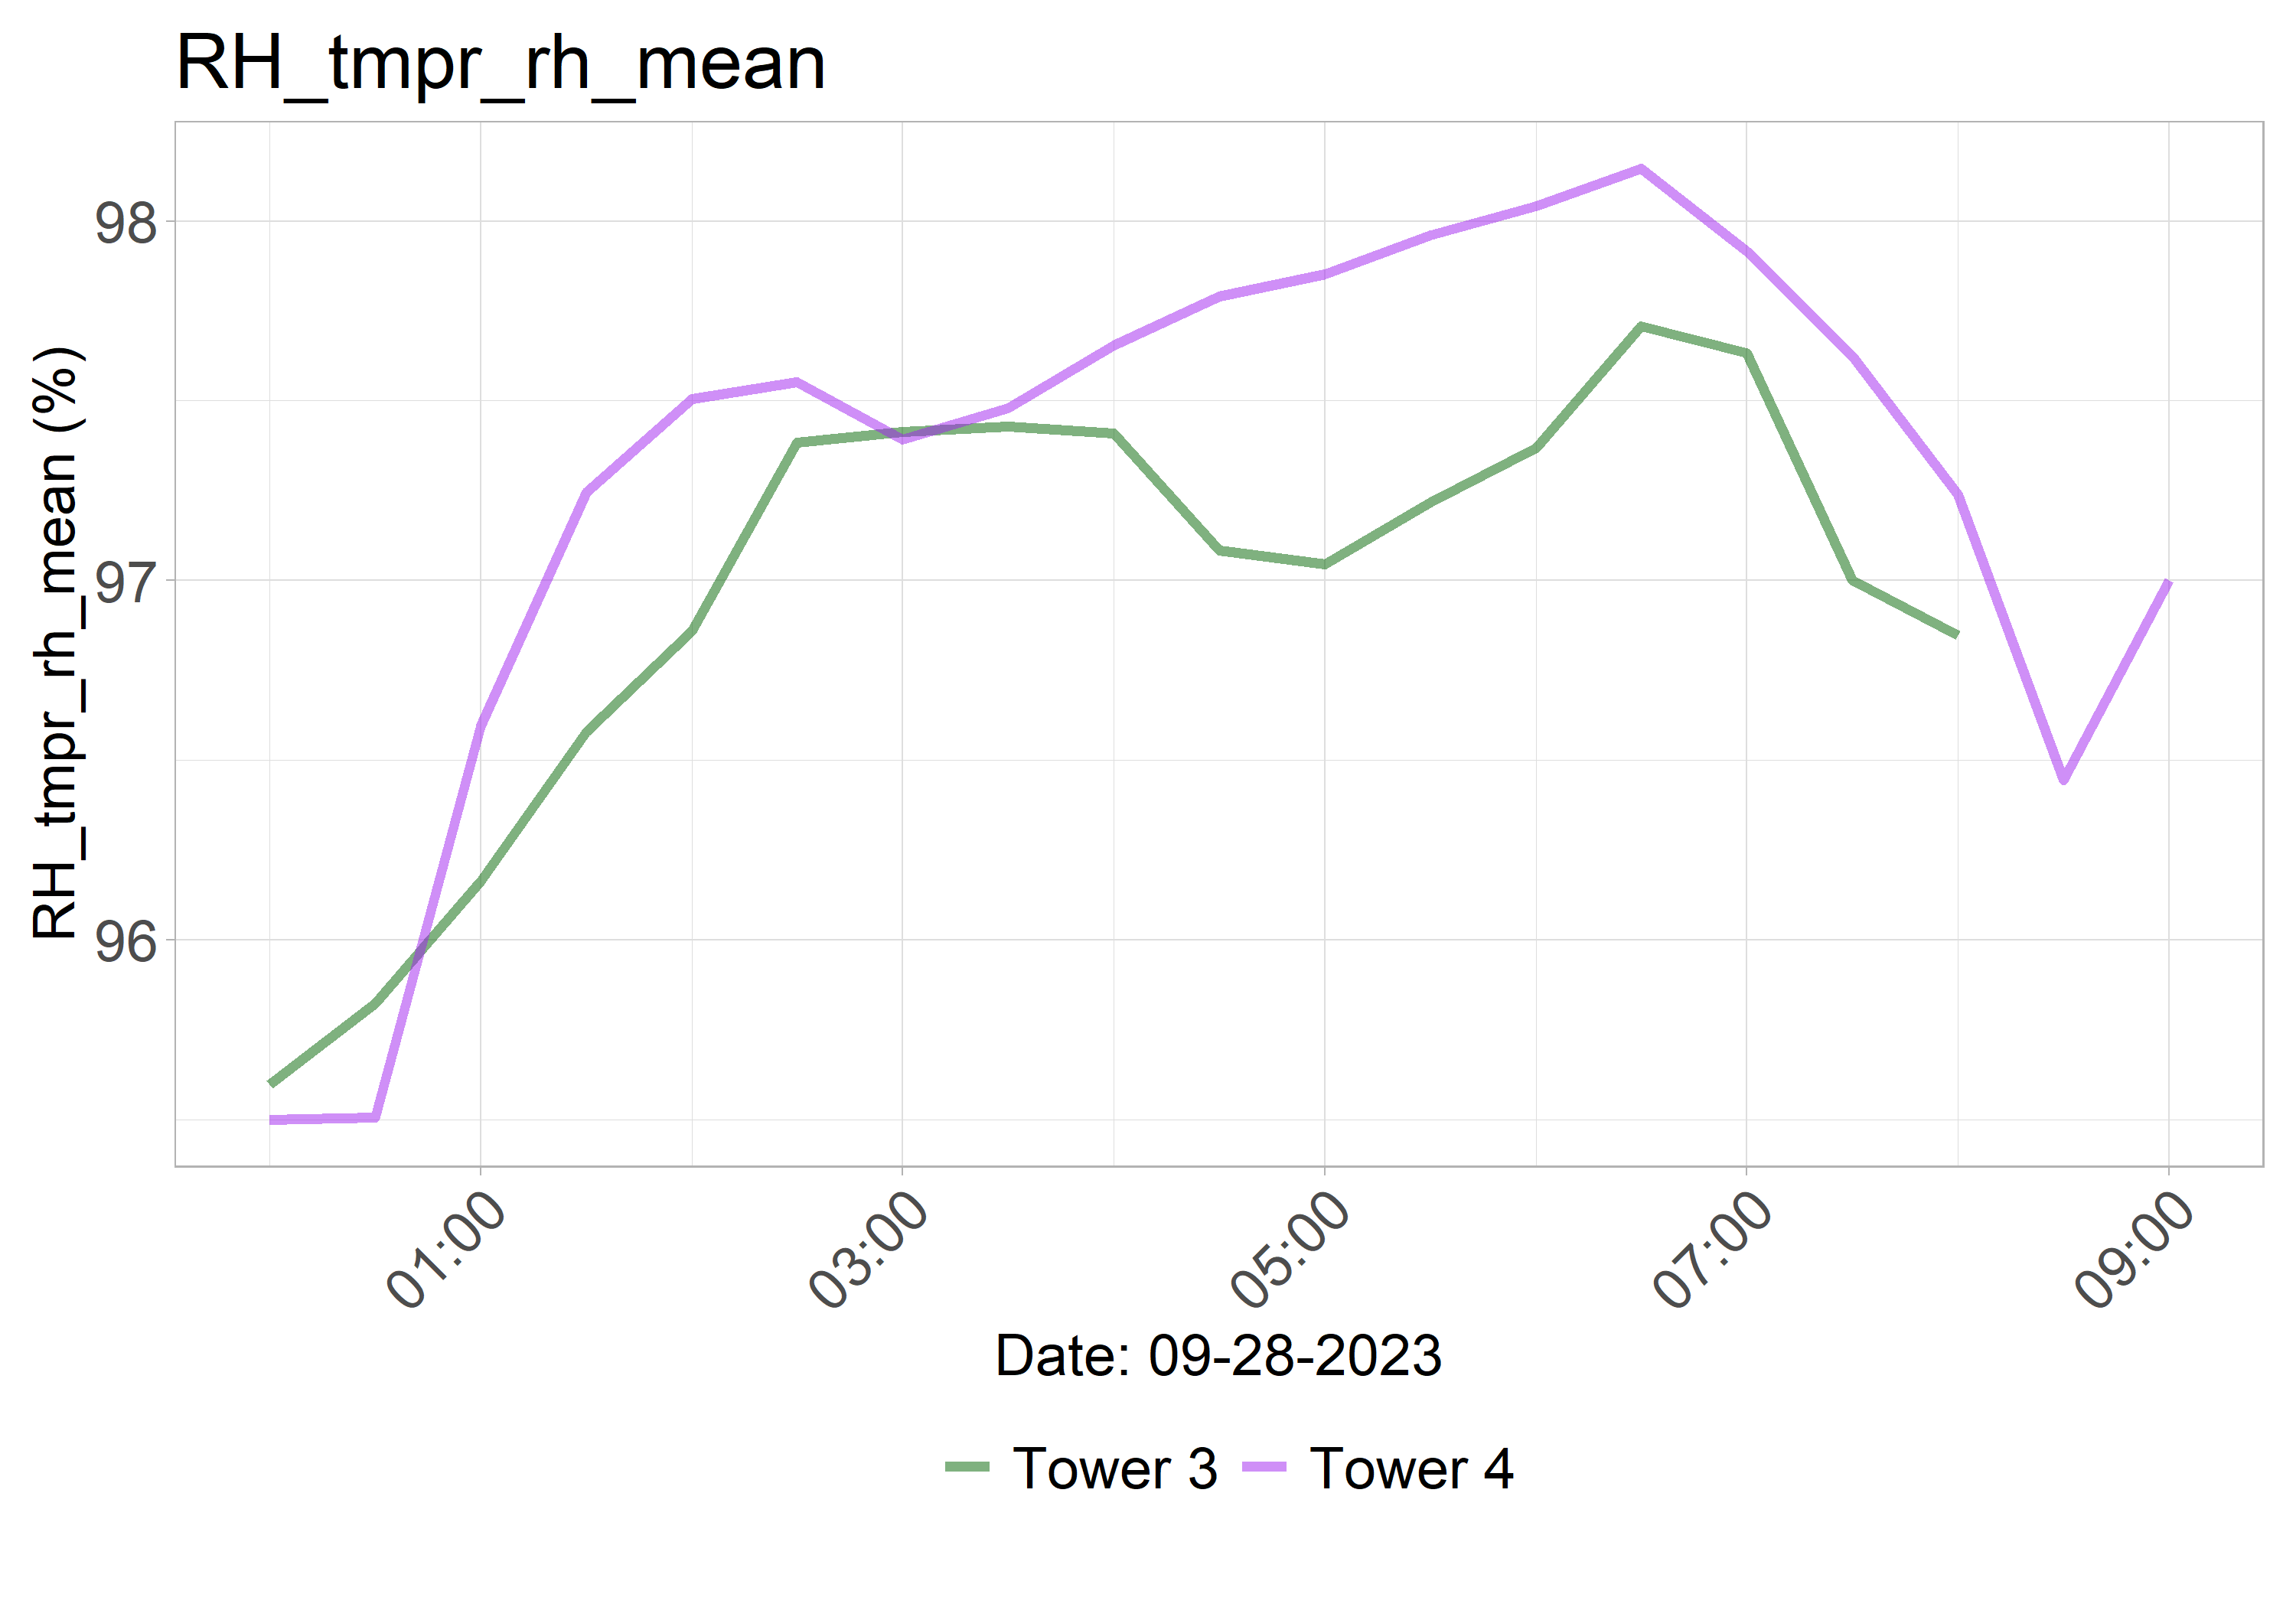 RH_tmpr_rh_mean
RH_tmpr_rh_mean (%)
98
97
96
01:00
03:00
05:00
07:00
09:00
Date: 09-28-2023
Tower 3
Tower 4